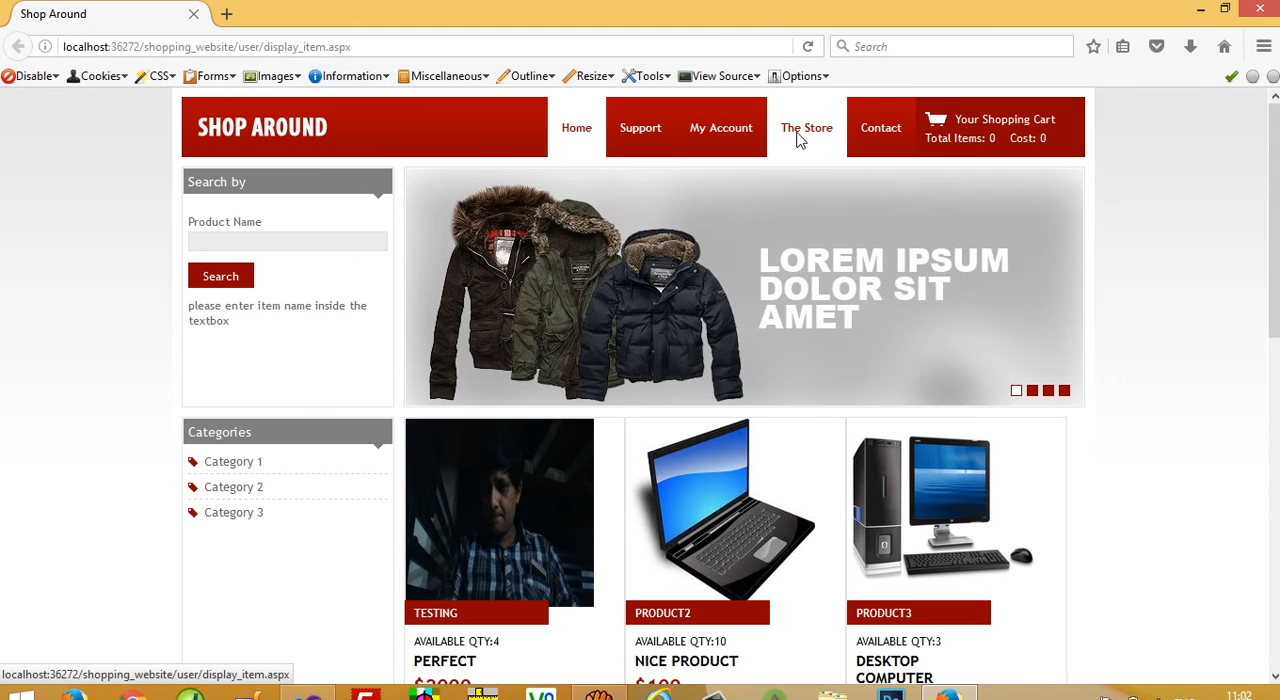 Shop Around
localhost:36272/shopping_website/user/display_item.aspx
Search
Disable Cookies CSS Forms Images Information Miscellaneous Outline Resize Tools View Source Options
SHOP AROUND
Home
Support
My Account
The Store
Contact
Your Shopping Cart
Total Items: 0 Cost: 0
Search by
Product Name
Search
please enter item name inside the
textbox
LOREM IPSUM
DOLOR SIT
AMET
Categories
Category 1
Category 2
Category 3
TESTING
AVAILABLE QTY:4
PERFECT
PRODUCT2
AVAILABLE QTY:10
NICE PRODUCT
PRODUCT3
AVAILABLE QTY:3
DESKTOP
COMPUTER
localhost:36272/shopping_website/user/display_item.aspx
11:02